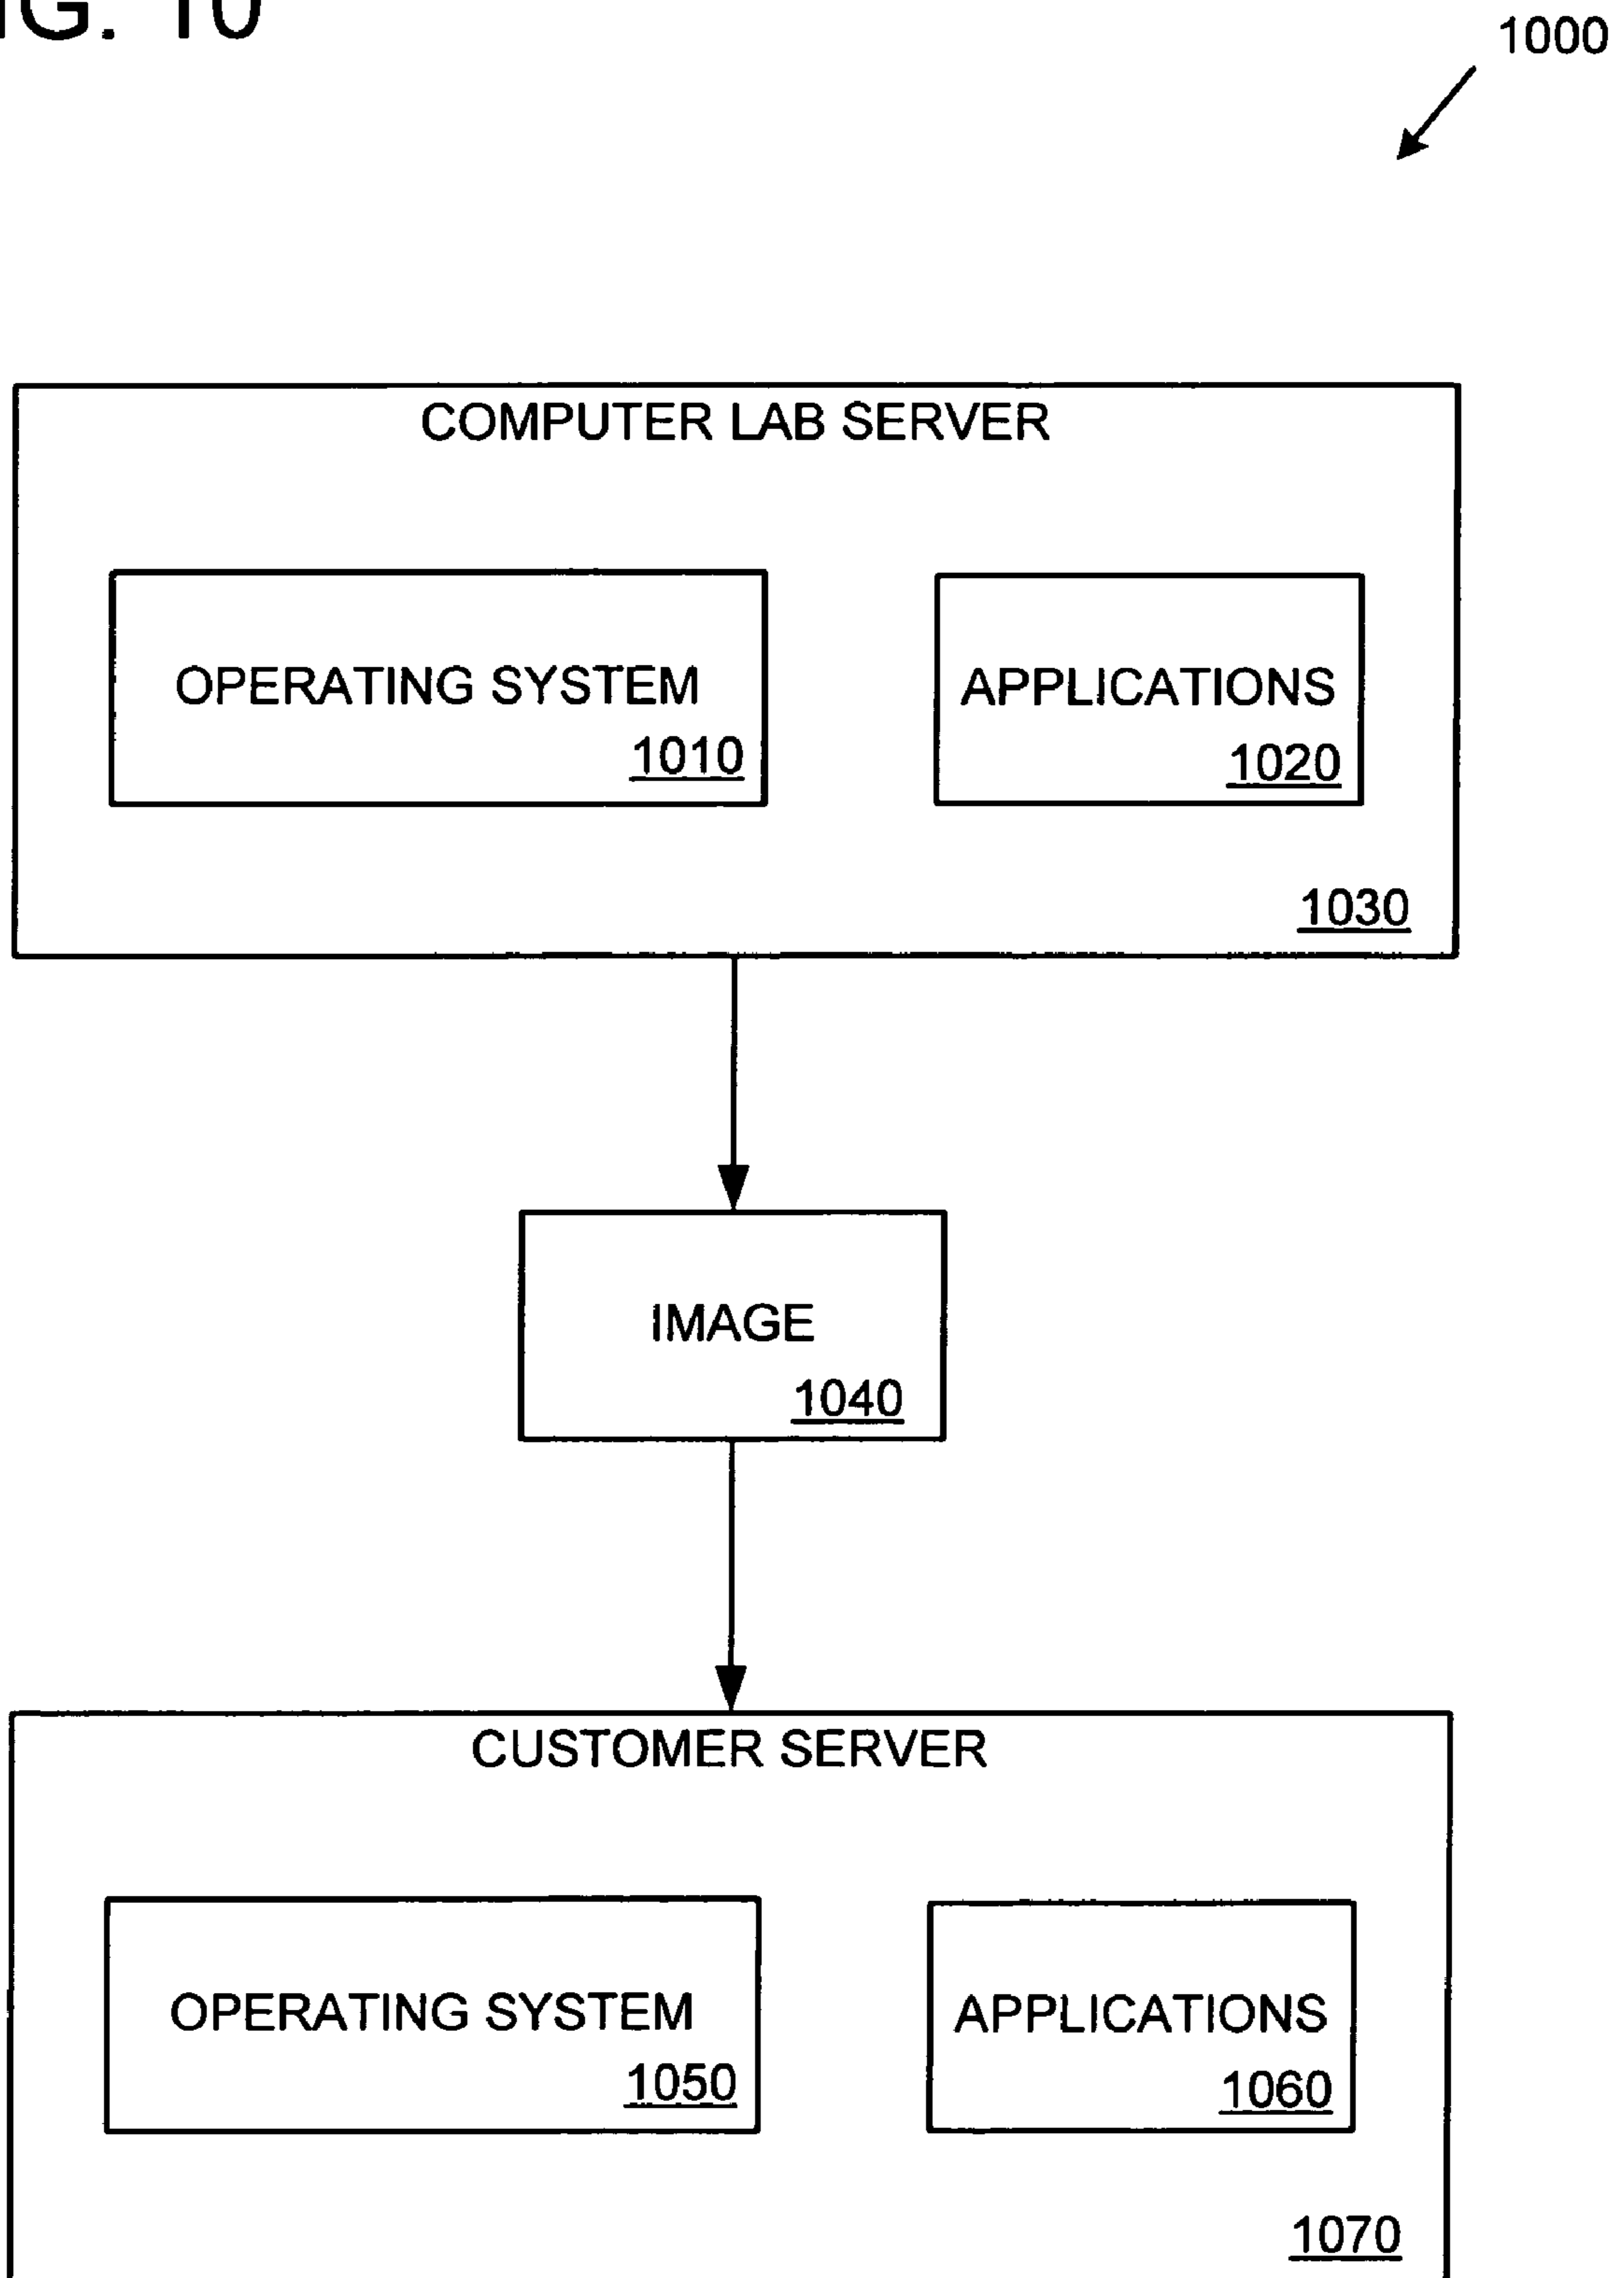 FIG. 10
1000
COMPUTER LAB SERVER
OPERATING SYSTEM
1010
APPLICATIONS
1020
1030
IMAGE
1040
CUSTOMER SERVER
OPERATING SYSTEM
1050
APPLICATIONS
1060
1070